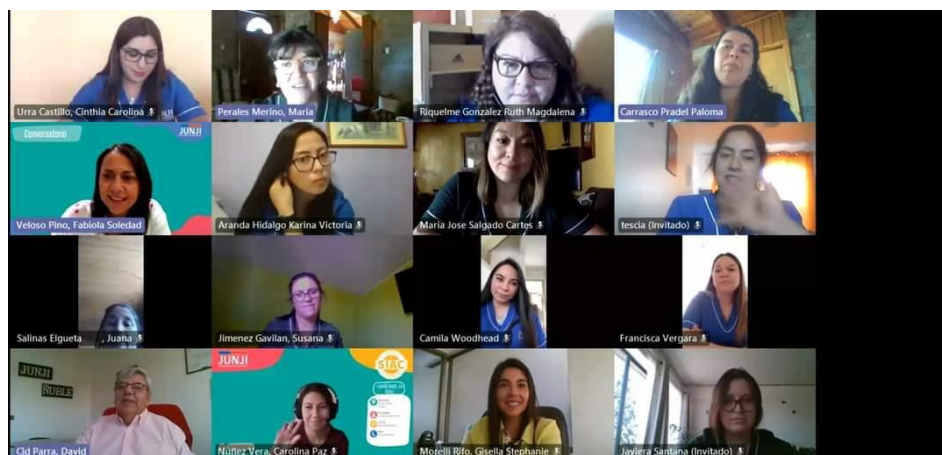 Urra Castillo, Cinthia Carolina
Perales Merino, Maria
Riquelme Gonzalez Ruth Magdalena
Carrasco Pradel Paloma
Conversatorio
JUNJI
Veloso Pino, Fabiola Soledad
Aranda Hidalgo Karina Victoria
Maria Jose Salgado Cartes
tescia (Invitado)
Salinas Elgueta , Juana
Jimenez Gavilan, Susana
Camila Woodhead
Francisca Vergara
JUNJI
ÑUBLE
Cid Parra, David
JUNJI
SIAC
Nuñez Vera, Carolina Paz
Morelli Rifo, Gisella Stephanie
Javiera Santana (Invitado)